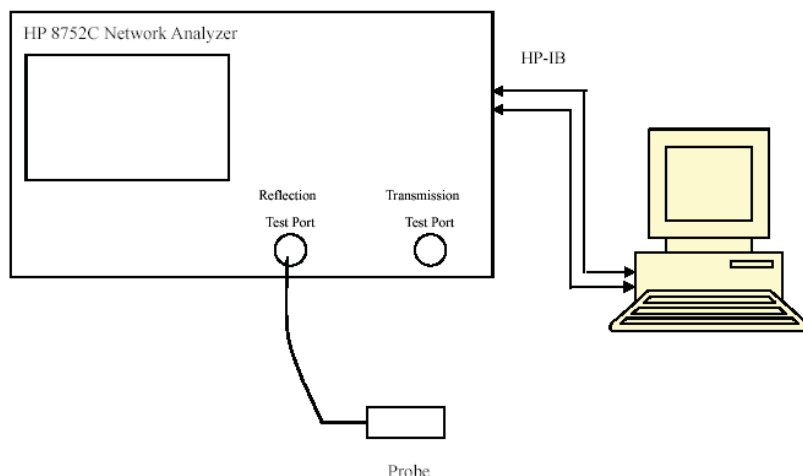 HP 8752C Network Analyzer
HP-IB
Reflection
Test Port
Transmission
Test Port
Probe